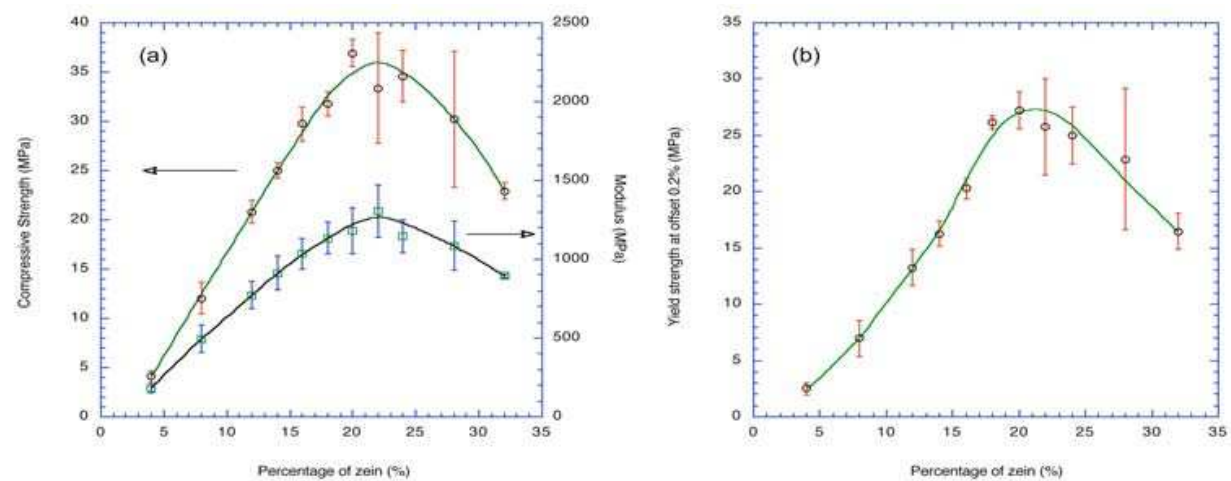 (a)
40
35
30
25
20
15
10
5
0
Compressive Strength (MPa)
2500
2000
1500
1000
500
0
Modulus
(MPa)
0 5 10 15 20 25 30 35
Percentage of zein (%)
(b)
35
30
25
20
15
10
5
0
Yield strength at offset 0.2% (MPa)
0 5 10 15 20 25 30 35
Percentage of zein (%)